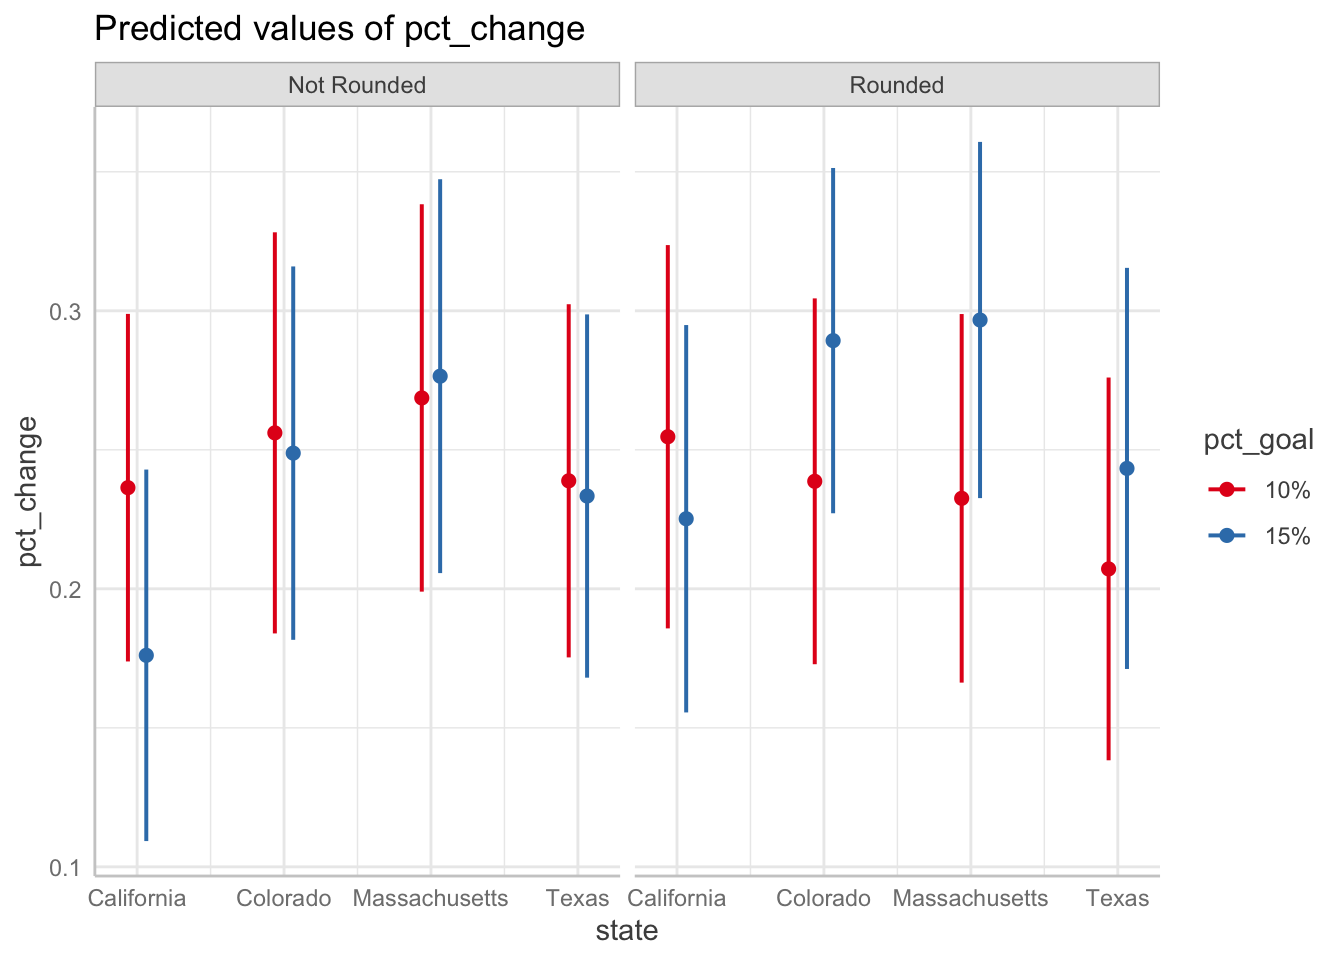 Predicted values of pct_change
Not Rounded
Rounded
pct_change
0.3
0.2
0.1
California Colorado Massachusetts Texas California Colorado Massachusetts Texas
state
pct_goal
10%
15%